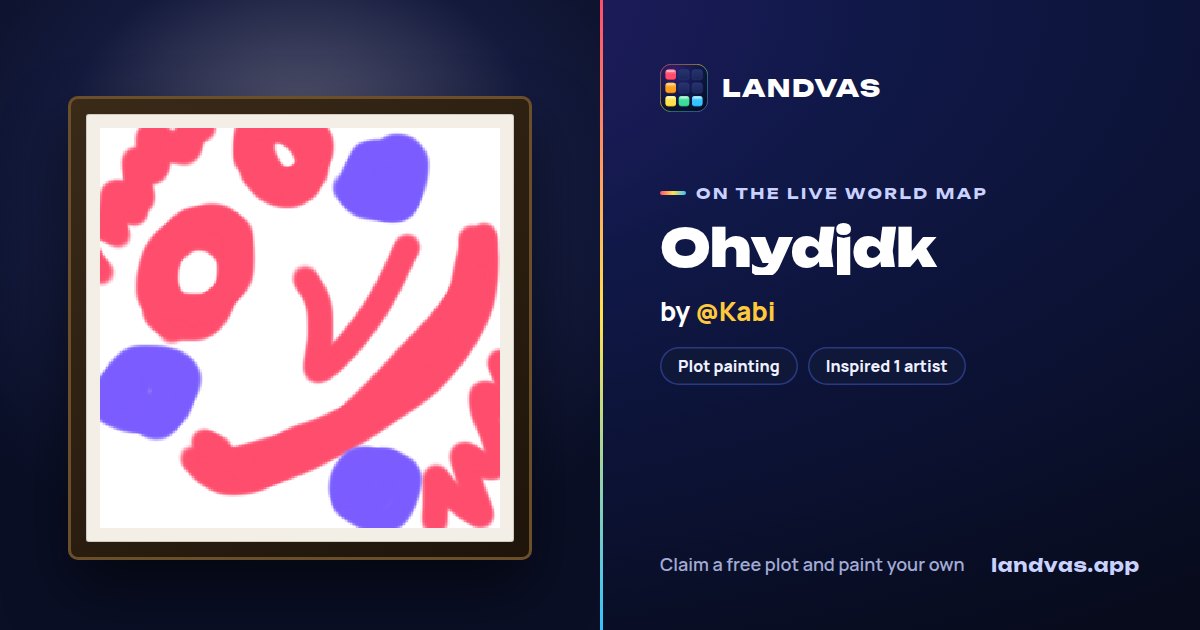 LANDVAS
ON THE LIVE WORLD MAP
Ohydjdk
by @Kabi
Plot painting
Inspired 1 artist
Claim a free plot and paint your own
landvas.app